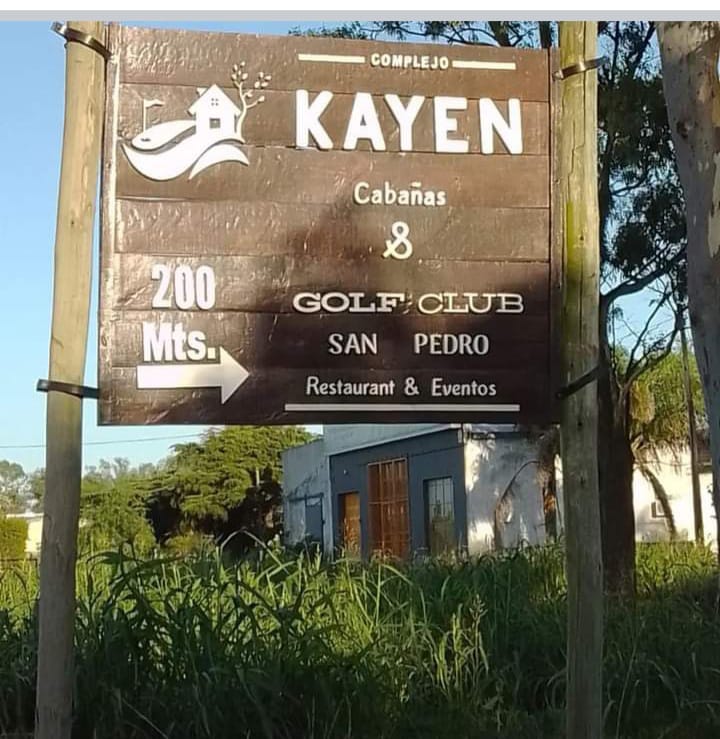 COMPLEJO
KAYEN
Cabañas
&
GOLF CLUB
SAN PEDRO
Restaurant & Eventos
200
Mts.